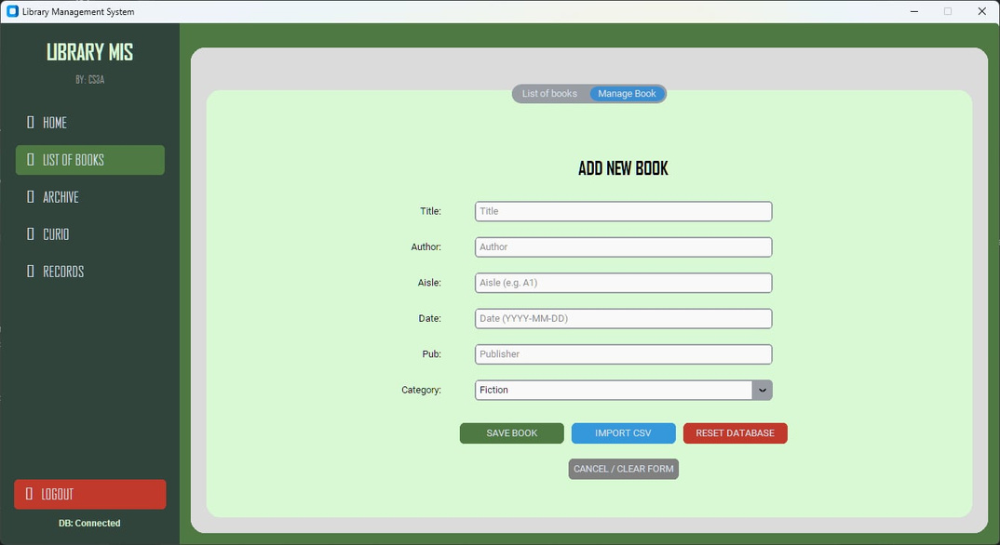 Library Management System
LIBRARY MIS
BY: CS3A
HOME
LIST OF BOOKS
ARCHIVE
CURIO
RECORDS
LOGOUT
DB: Connected
List of books Manage Book
ADD NEW BOOK
Title: Title
Author: Author
Aisle: Aisle (e.g. A1)
Date: Date (YYYY-MM-DD)
Pub: Publisher
Category: Fiction
SAVE BOOK IMPORT CSV RESET DATABASE
CANCEL / CLEAR FORM